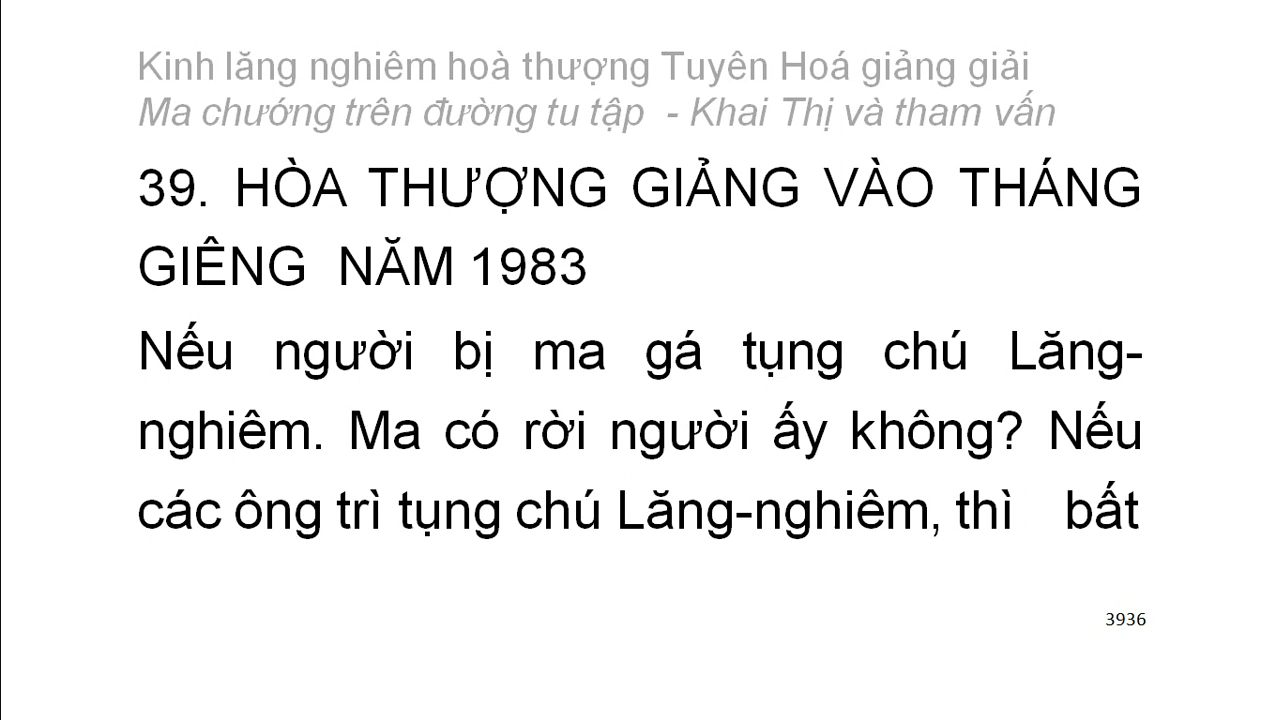 Kinh lăng nghiêm hoà thượng Tuyên Hoá giảng giải
Ma chướng trên đường tu tập - Khai Thị và tham vấn
39. HÒA THƯỢNG GIẢNG VÀO THÁNG
GIÊNG NĂM 1983
Nếu người bị ma gá tụng chú Lăng-
nghiêm. Ma có rời người ấy không? Nếu
các ông trì tụng chú Lăng-nghiêm, thì bất
3936